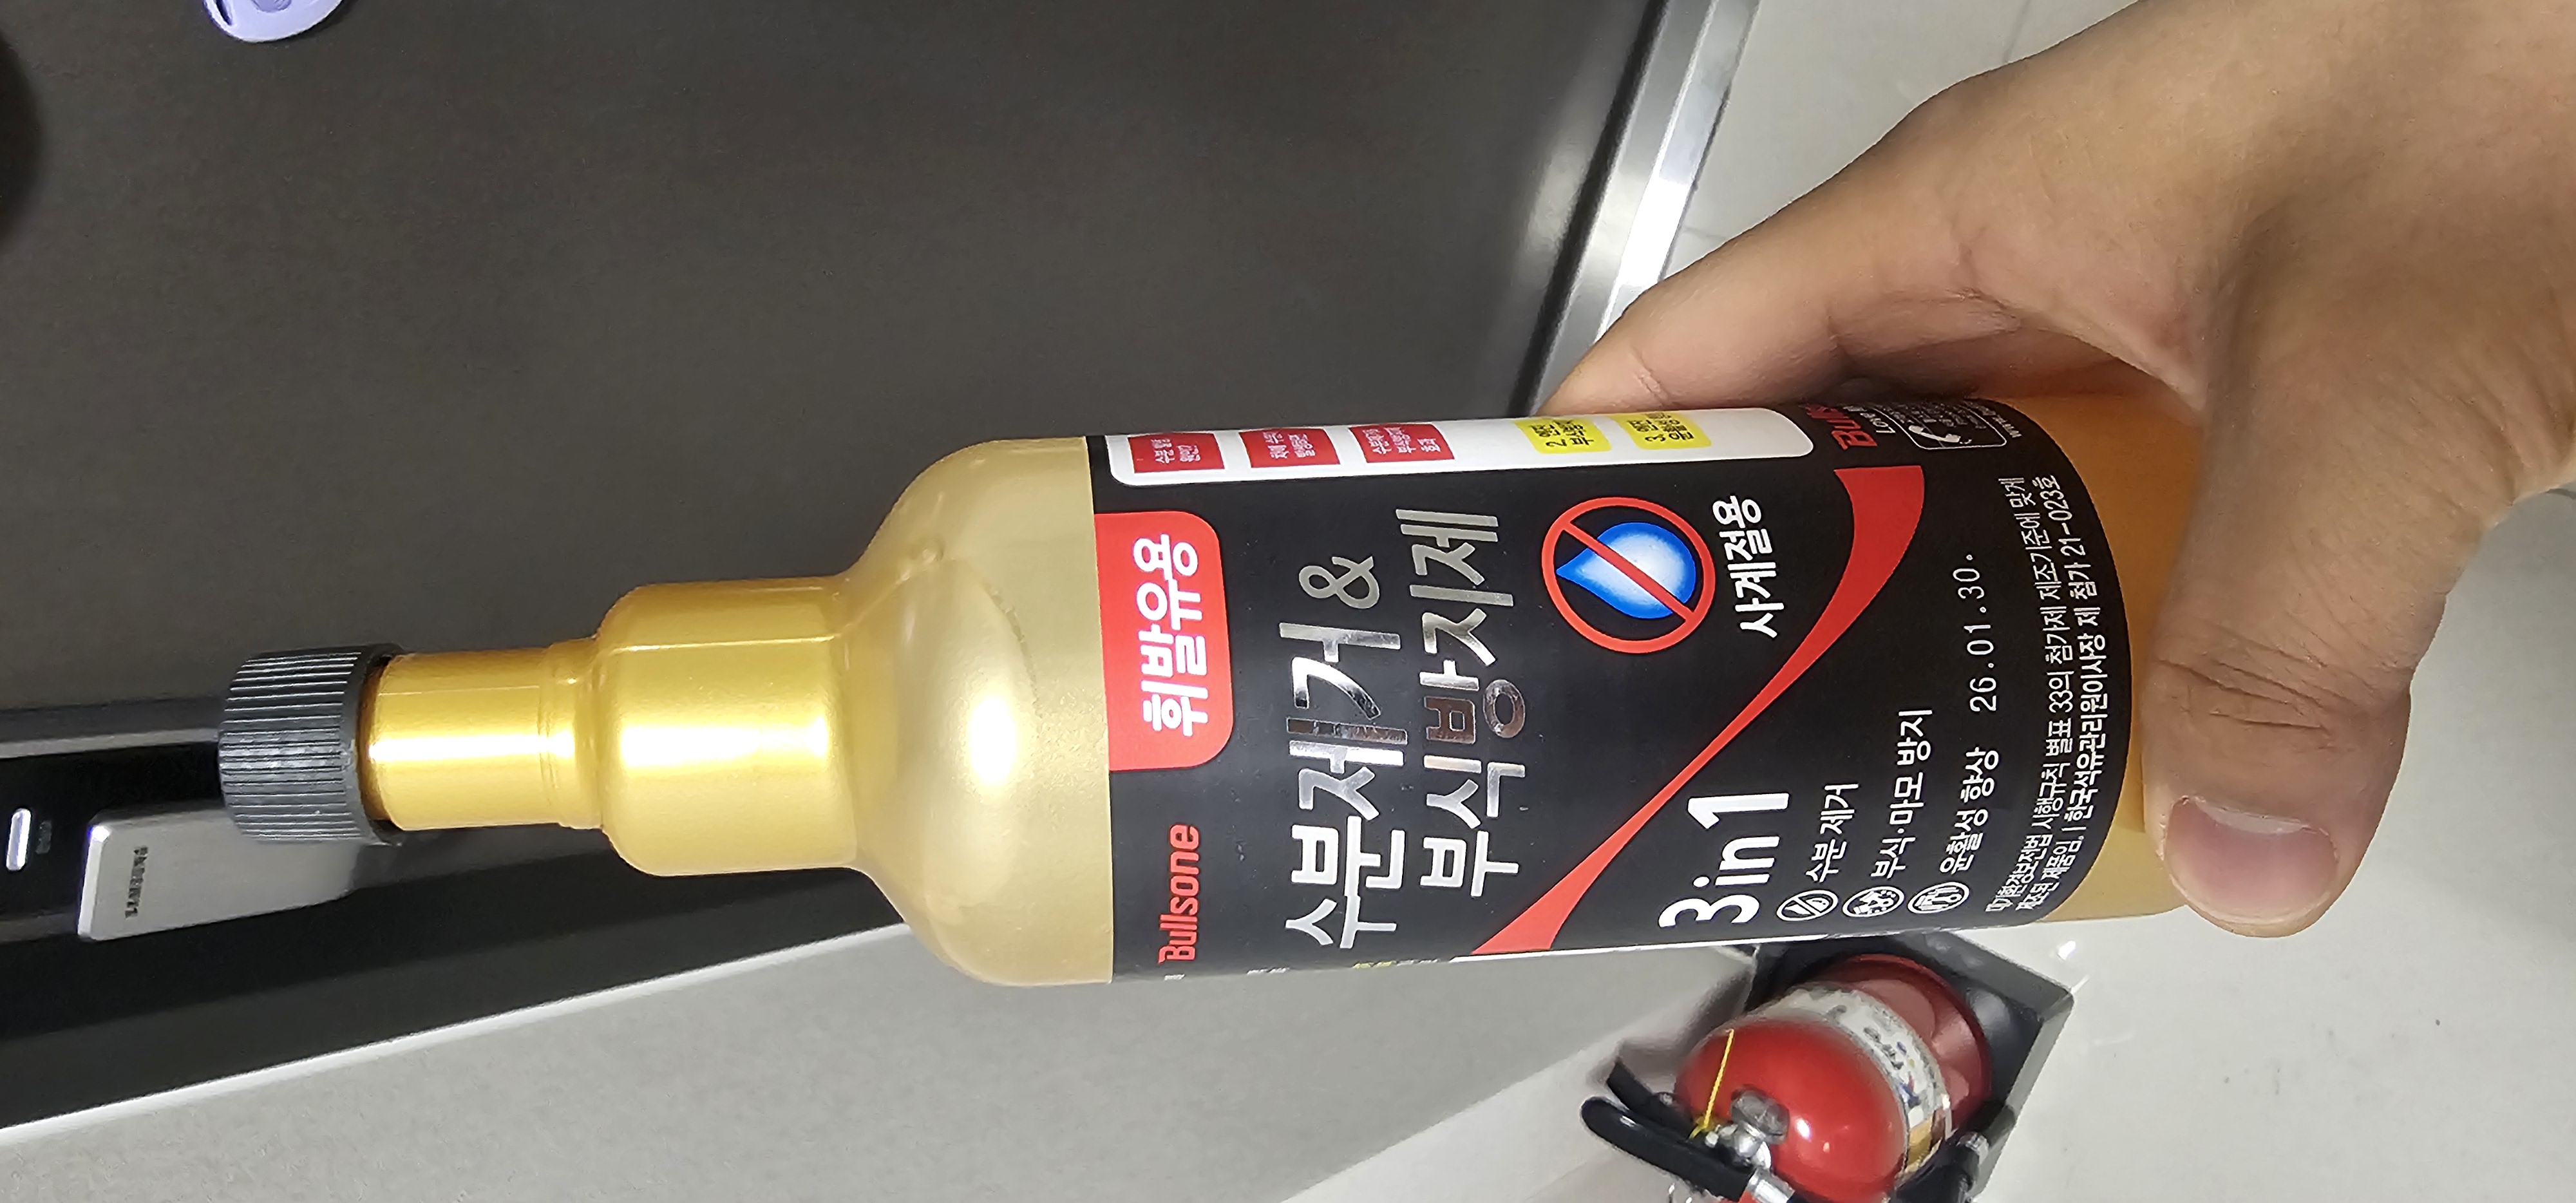 Bullsone
휘발유용
수분제거 &
부식방지제
사계절용
3in1
수분 제거
부식·마모 방지
윤활성 향상
26.01.30.
대기환경보전법 시행규칙 별표 33의 첨가제 제조기준에 맞게
제조된 제품임. | 한국석유관리원이사장 제 첨가 21-023호